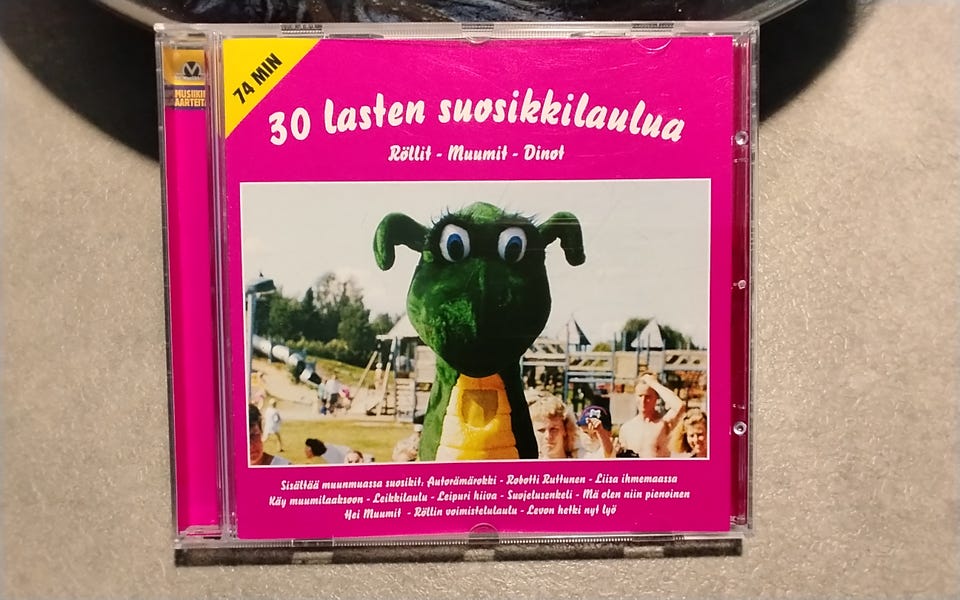 MUSIIKIN
AARTEITA
74 MIN
30 lasten suosikkilaulua
Röllit - Muumit - Dinot
Sisältää muunmuassa suosikit: Autorämärokki - Robotti Ruttunen - Liisa ihmemaassa
Käy muumilaaksoon - Leikkilaulu - Leipuri hiiva - Suojelusenkeli - Mä olen niin pienoinen
Hei Muumit - Röllin voimistelulaulu - Levon hetki nyt lyö